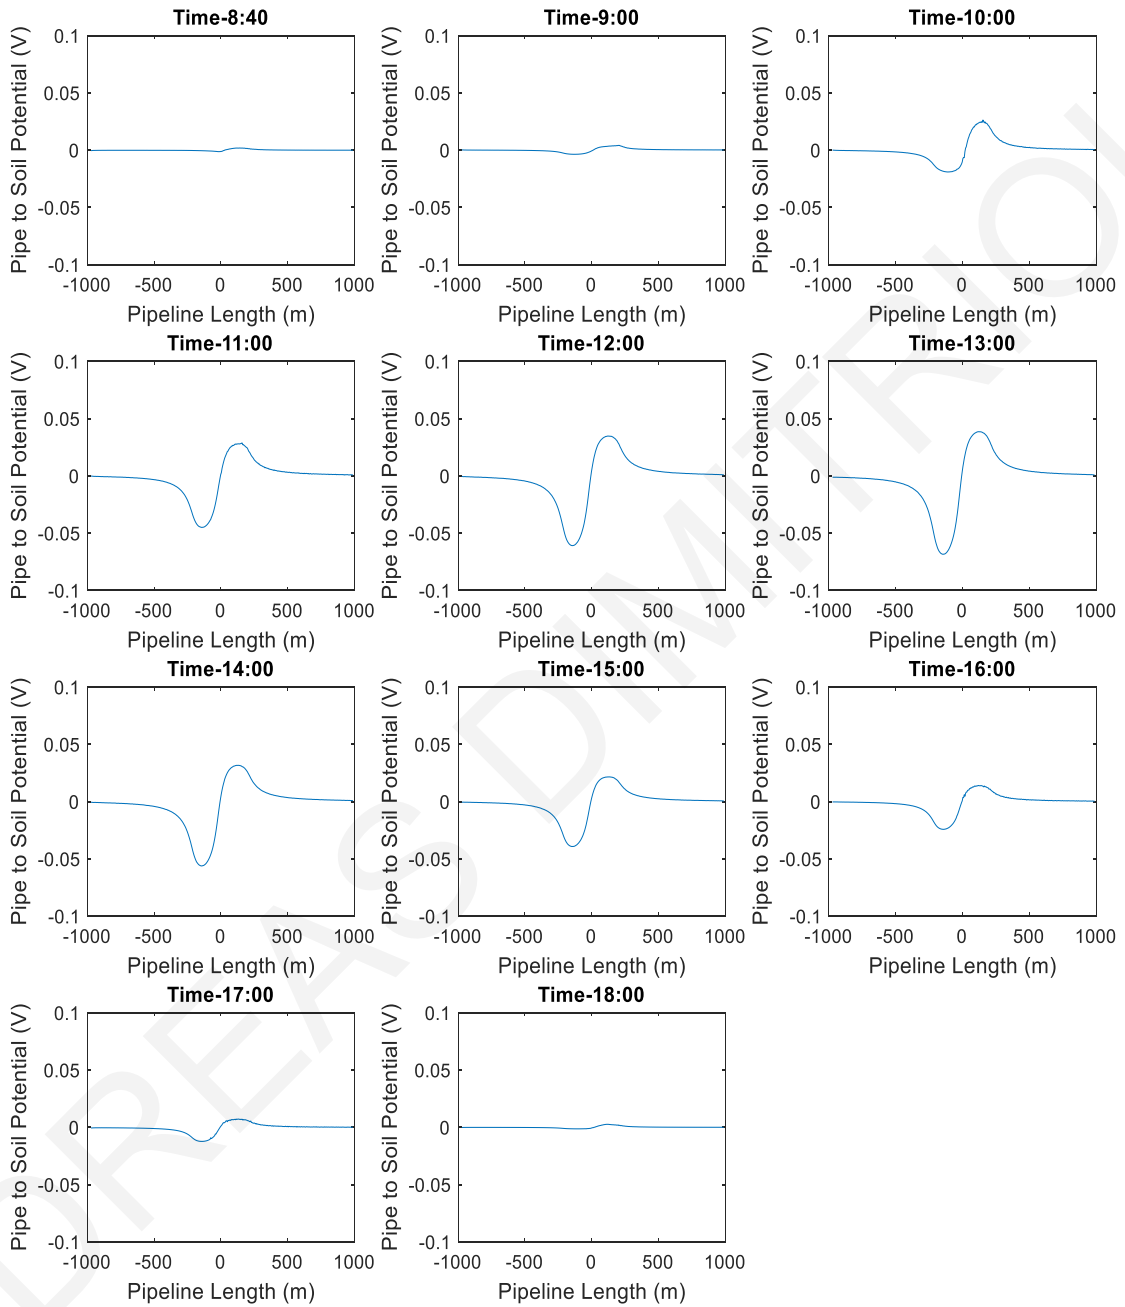 Time-8:40
0.1
0.05
0
-0.05
-0.1
Pipe to Soil Potential (V)
-1000 -500 0 500 1000
Pipeline Length (m)
Time-9:00
0.1
0.05
0
-0.05
-0.1
Pipe to Soil Potential (V)
-1000 -500 0 500 1000
Pipeline Length (m)
Time-10:00
0.1
0.05
0
-0.05
-0.1
Pipe to Soil Potential (V)
-1000 -500 0 500 1000
Pipeline Length (m)
Time-11:00
0.1
0.05
0
-0.05
-0.1
Pipe to Soil Potential (V)
-1000 -500 0 500 1000
Pipeline Length (m)
Time-12:00
0.1
0.05
0
-0.05
-0.1
Pipe to Soil Potential (V)
-1000 -500 0 500 1000
Pipeline Length (m)
Time-13:00
0.1
0.05
0
-0.05
-0.1
Pipe to Soil Potential (V)
-1000 -500 0 500 1000
Pipeline Length (m)
Time-14:00
0.1
0.05
0
-0.05
-0.1
Pipe to Soil Potential (V)
-1000 -500 0 500 1000
Pipeline Length (m)
Time-15:00
0.1
0.05
0
-0.05
-0.1
Pipe to Soil Potential (V)
-1000 -500 0 500 1000
Pipeline Length (m)
Time-16:00
0.1
0.05
0
-0.05
-0.1
Pipe to Soil Potential (V)
-1000 -500 0 500 1000
Pipeline Length (m)
Time-17:00
0.1
0.05
0
-0.05
-0.1
Pipe to Soil Potential (V)
-1000 -500 0 500 1000
Pipeline Length (m)
Time-18:00
0.1
0.05
0
-0.05
-0.1
Pipe to Soil Potential (V)
-1000 -500 0 500 1000
Pipeline Length (m)
DREAS DIMITRIOU